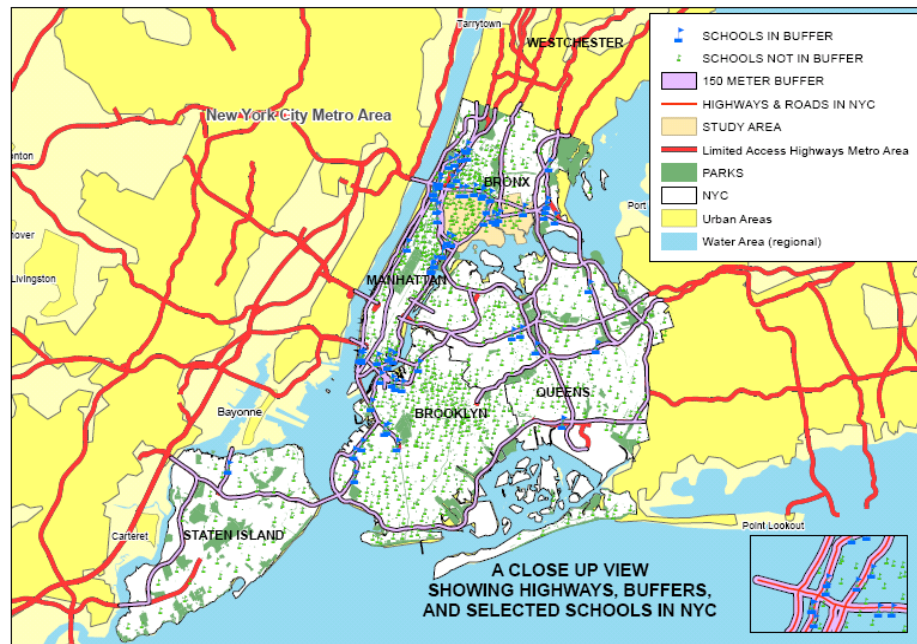 Tarrytown
WESTCHESTER
New York City Metro Area
onton
BRONX
Port
nover
Livingston
MANHATTAN
QUEENS
BROOKLYN
Bayonne
Carteret
STATEN ISLAND
Point Lookout
SCHOOLS IN BUFFER
SCHOOLS NOT IN BUFFER
150 METER BUFFER
HIGHWAYS & ROADS IN NYC
STUDY AREA
Limited Access Highways Metro Area
PARKS
NYC
Urban Areas
Water Area (regional)
A CLOSE UP VIEW
SHOWING HIGHWAYS, BUFFERS,
AND SELECTED SCHOOLS IN NYC